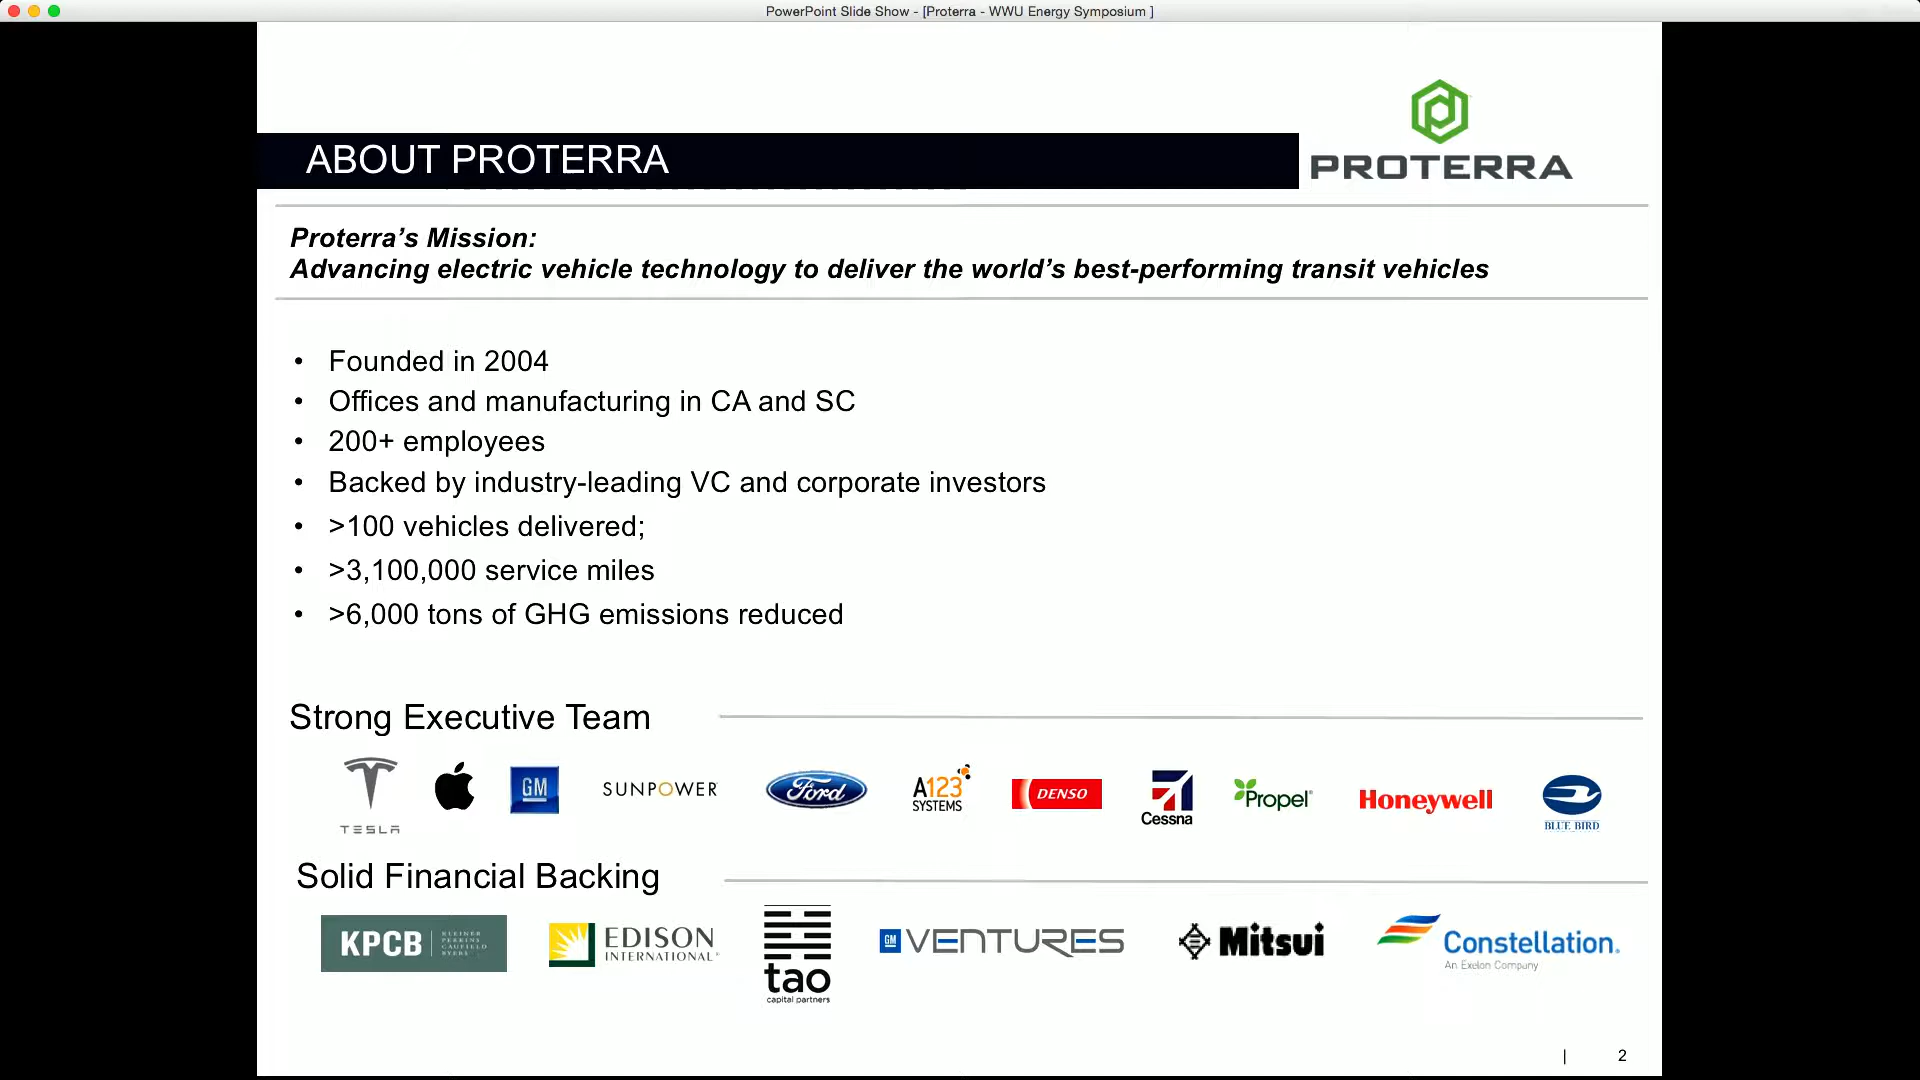 PowerPoint Slide Show - [Proterra - WWU Energy Symposium ]
ABOUT PROTERRA
PROTERRA
Proterra's Mission:
Advancing electric vehicle technology to deliver the world's best-performing transit vehicles
• Founded in 2004
• Offices and manufacturing in CA and SC
• 200+ employees
• Backed by industry-leading VC and corporate investors
• >100 vehicles delivered;
• >3,100,000 service miles
• >6,000 tons of GHG emissions reduced
Strong Executive Team
TESLA
GM
SUNPOWER
Ford
A123
SYSTEMS
DENSO
Cessna
Propel
Honeywell
BLUE BIRD
Solid Financial Backing
KPCB
KLEINER
PERKINS
CAUFIELD
BYERS
EDISON
INTERNATIONAL®
tao
capital partners
GM VENTURES
Mitsui
Constellation.
An Exelon Company
| 2